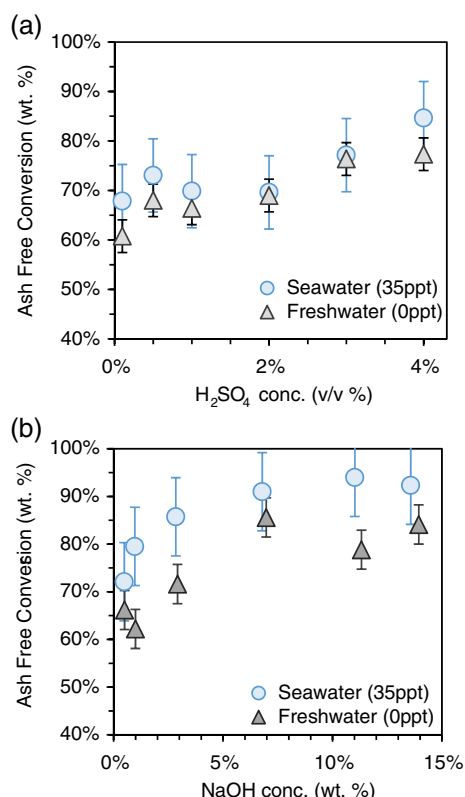 (a)
100%
90%
80%
70%
60%
50%
40%
Ash Free Conversion (wt. %)
Seawater (35ppt)
Freshwater (0ppt)
0%
2%
4%
H₂SO₄ conc. (v/v %)
(b)
100%
90%
80%
70%
60%
50%
40%
Ash Free Convesion (wt. %)
Seawater (35ppt)
Freshwater (0ppt)
0%
5%
10%
15%
NaOH conc. (wt. %)